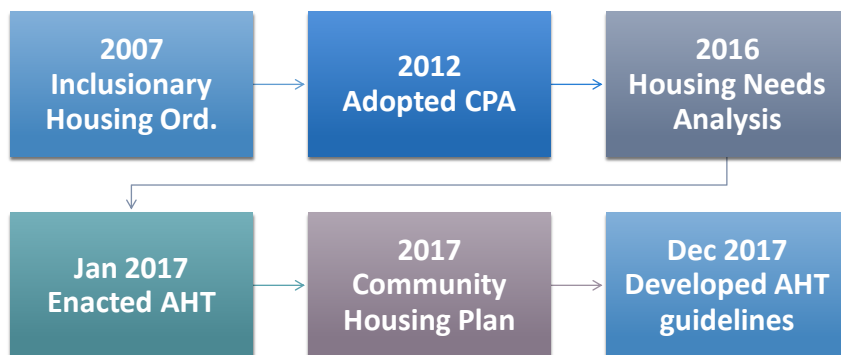 2007
Inclusionary
Housing Ord.
2012
Adopted CPA
2016
Housing Needs
Analysis
Jan 2017
Enacted AHT
2017
Community
Housing Plan
Dec 2017
Developed AHT
guidelines